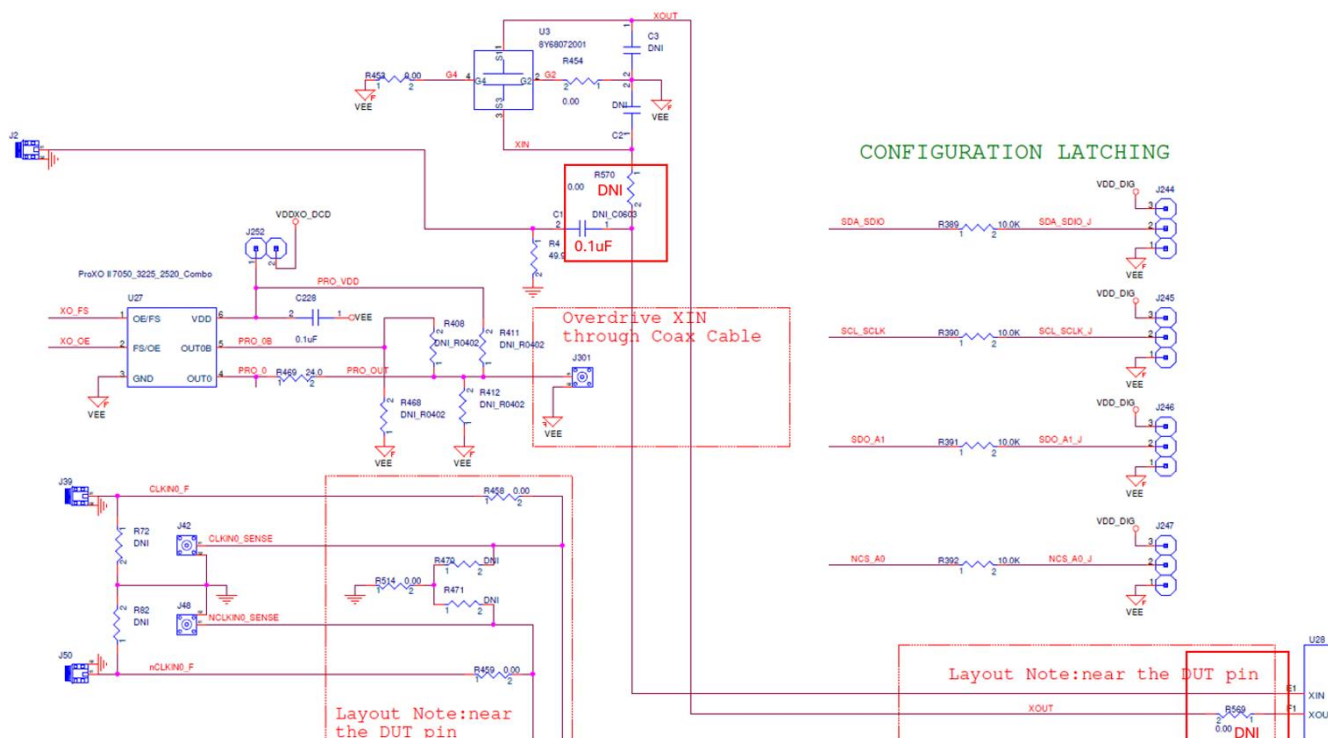 XOUT
U3
8Y68072001
C3
DNI
S1
1
R453 0.00
G4 4 G4
G2 2 G2
R454
0.00
S3
3
VEE
DNI
VEE
C2
J2
XIN
CONFIGURATION LATCHING
R570
0.00
DNI
C1
DNI_C0603
0.1uF
R4
49.9
VDD_DIG
J244
SDA_SDIO
R389 10.0K
SDA_SDIO_J
VEE
VDDXO_DCD
J252
ProXO II 7050_3225_2520_Combo
U27
PRO_VDD
C228
0.1uF
VEE
XO_FS 1 OE/FS VDD 6
XO_OE 2 FS/OE OUT0B 5 PRO_0B
3 GND OUT0 4 PRO_0
VEE
R469 24.0
PRO_OUT
R408
DNI_R0402
R411
DNI_R0402
R412
DNI_R0402
R468
DNI_R0402
VEE
VEE
Overdrive XIN
through Coax Cable
J301
VEE
VDD_DIG
J245
SCL_SCLK
R390 10.0K
SCL_SCLK_J
VEE
VDD_DIG
J246
SDO_A1
R391 10.0K
SDO_A1_J
VEE
J39
CLKIN0_F
R458 0.00
R72
DNI
J42
CLKIN0_SENSE
R470 DNI
R514 0.00
R471
DNI
R82
DNI
J48
NCLKIN0_SENSE
J50
nCLKIN0_F
R459 0.00
Layout Note:near
the DUT pin
VDD_DIG
J247
NCS_A0
R392 10.0K
NCS_A0_J
VEE
Layout Note:near the DUT pin
U28
E1
XIN
XOUT
R569
0.00 DNI
F1